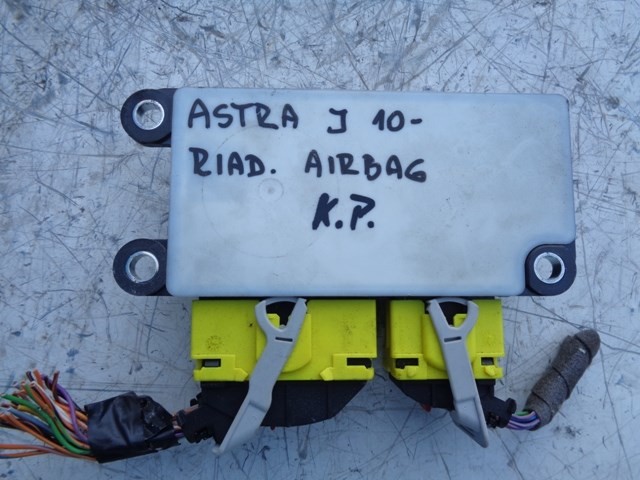 ASTRA J 10-
RIAD. AIRBAG
K.P.